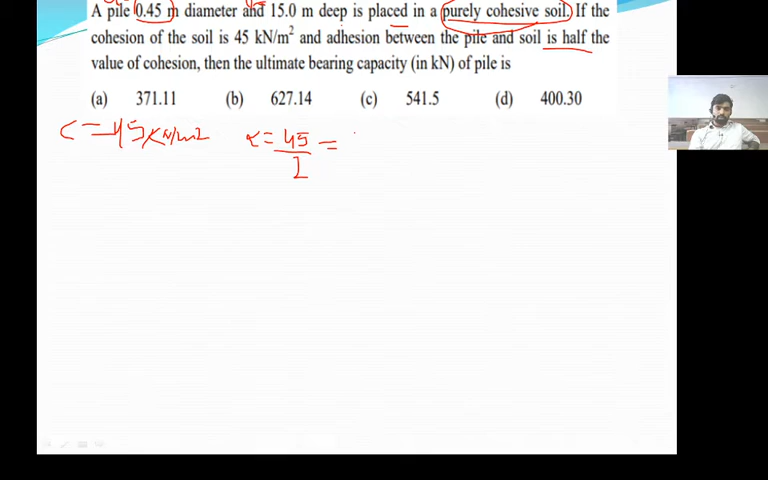 A pile 0.45 m diameter and 15.0 m deep is placed in a purely cohesive soil. If the
cohesion of the soil is 45 kN/m² and adhesion between the pile and soil is half the
value of cohesion, then the ultimate bearing capacity (in kN) of pile is
(a) 371.11 (b) 627.14 (c) 541.5 (d) 400.30
C = 45 kN/m2 α = 45/2 =